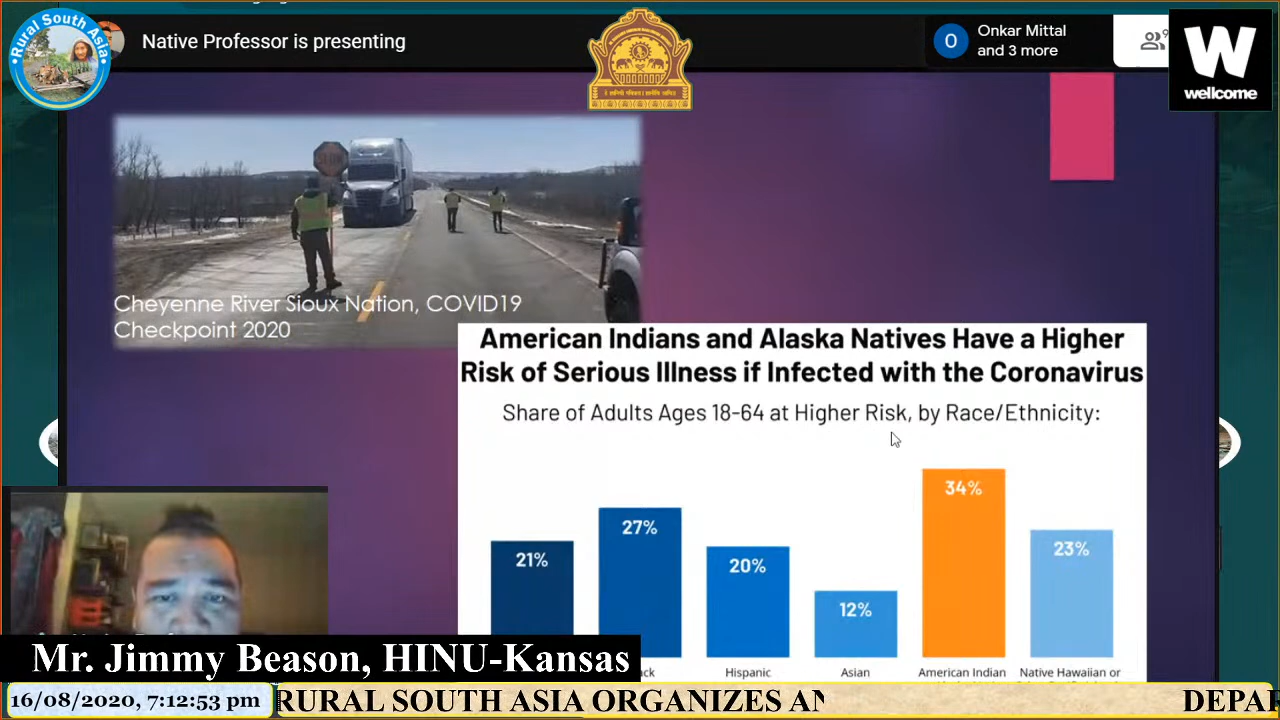 Rural South Asia
Native Professor is presenting
O
Onkar Mittal
and 3 more
9
W
wellcome
STOP
Cheyenne River Sioux Nation, COVID19
Checkpoint 2020
American Indians and Alaska Natives Have a Higher
Risk of Serious Illness if Infected with the Coronavirus
Share of Adults Ages 18-64 at Higher Risk, by Race/Ethnicity:
21%
27%
20%
12%
34%
23%
ack
Hispanic
Asian
American Indian
Native Hawaiian or
Mr. Jimmy Beason, HINU-Kansas
16/08/2020, 7:12:53 pm
RURAL SOUTH ASIA ORGANIZES AN
DEPAR